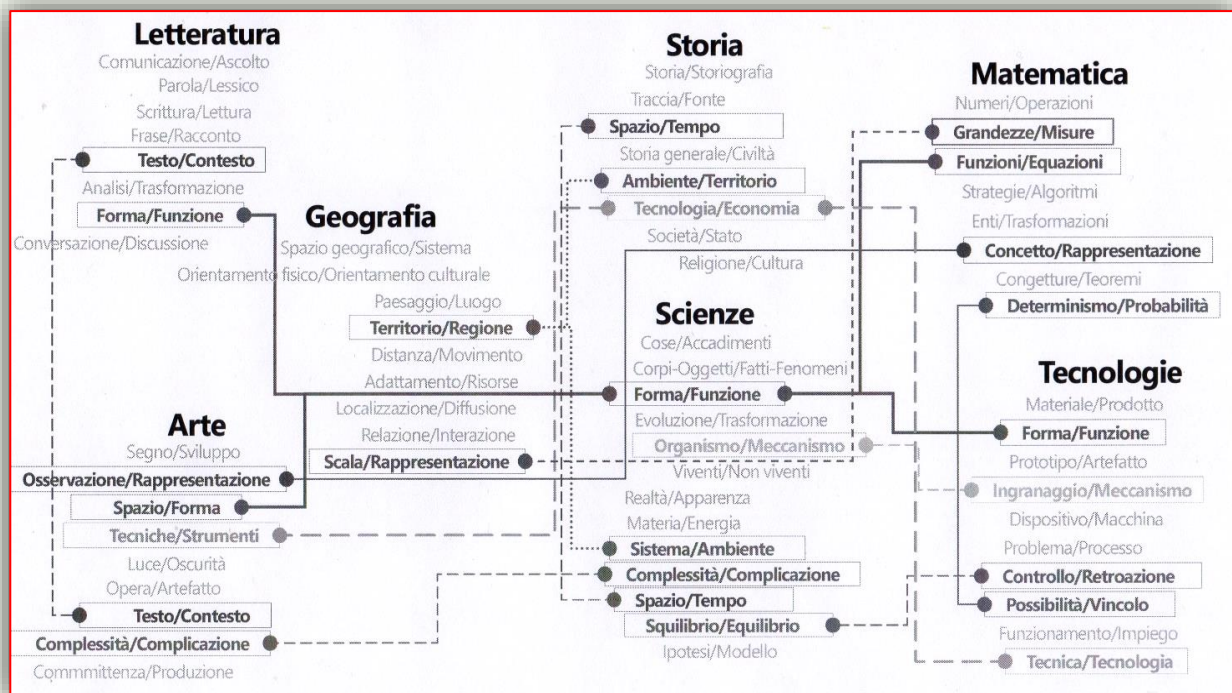 Letteratura
Comunicazione/Ascolto
Parola/Lessico
Scrittura/Lettura
Frase/Racconto
Testo/Contesto
Analisi/Trasformazione
Forma/Funzione
Conversazione/Discussione
Geografia
Spazio geografico/Sistema
Orientamento fisico/Orientamento culturale
Paesaggio/Luogo
Territorio/Regione
Distanza/Movimento
Adattamento/Risorse
Localizzazione/Diffusione
Relazione/Interazione
Scala/Rappresentazione
Arte
Segno/Sviluppo
Osservazione/Rappresentazione
Spazio/Forma
Tecniche/Strumenti
Luce/Oscurità
Opera/Artefatto
Testo/Contesto
Complessità/Complicazione
Commmittenza/Produzione
Storia
Storia/Storiografia
Traccia/Fonte
Spazio/Tempo
Storia generale/Civiltà
Ambiente/Territorio
Tecnologia/Economia
Società/Stato
Religione/Cultura
Scienze
Cose/Accadimenti
Corpi-Oggetti/Fatti-Fenomeni
Forma/Funzione
Evoluzione/Trasformazione
Organismo/Meccanismo
Viventi/Non viventi
Realtà/Apparenza
Materia/Energia
Sistema/Ambiente
Complessità/Complicazione
Spazio/Tempo
Squilibrio/Equilibrio
Ipotesi/Modello
Matematica
Numeri/Operazioni
Grandezze/Misure
Funzioni/Equazioni
Strategie/Algoritmi
Enti/Trasformazioni
Concetto/Rappresentazione
Congetture/Teoremi
Determinismo/Probabilità
Tecnologie
Materiale/Prodotto
Forma/Funzione
Prototipo/Artefatto
Ingranaggio/Meccanismo
Dispositivo/Macchina
Problema/Processo
Controllo/Retroazione
Possibilità/Vincolo
Funzionamento/Impiego
Tecnica/Tecnologia